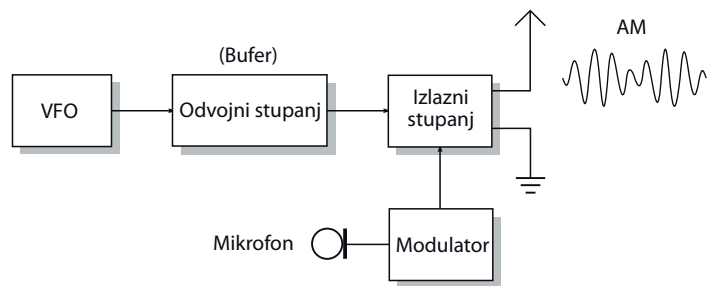 AM
(Bufer)
VFO
Odvojni stupanj
Izlazni
stupanj
Mikrofon
Modulator